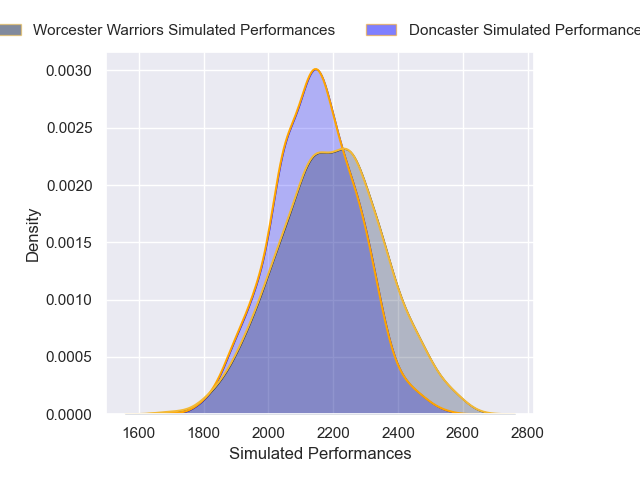 Worcester Warriors Simulated Performances Doncaster Simulated Performance
0.0030
0.0025
0.0020
0.0015
0.0010
0.0005
0.0000
Density
1600 1800 2000 2200 2400 2600 2800
Simulated Performances